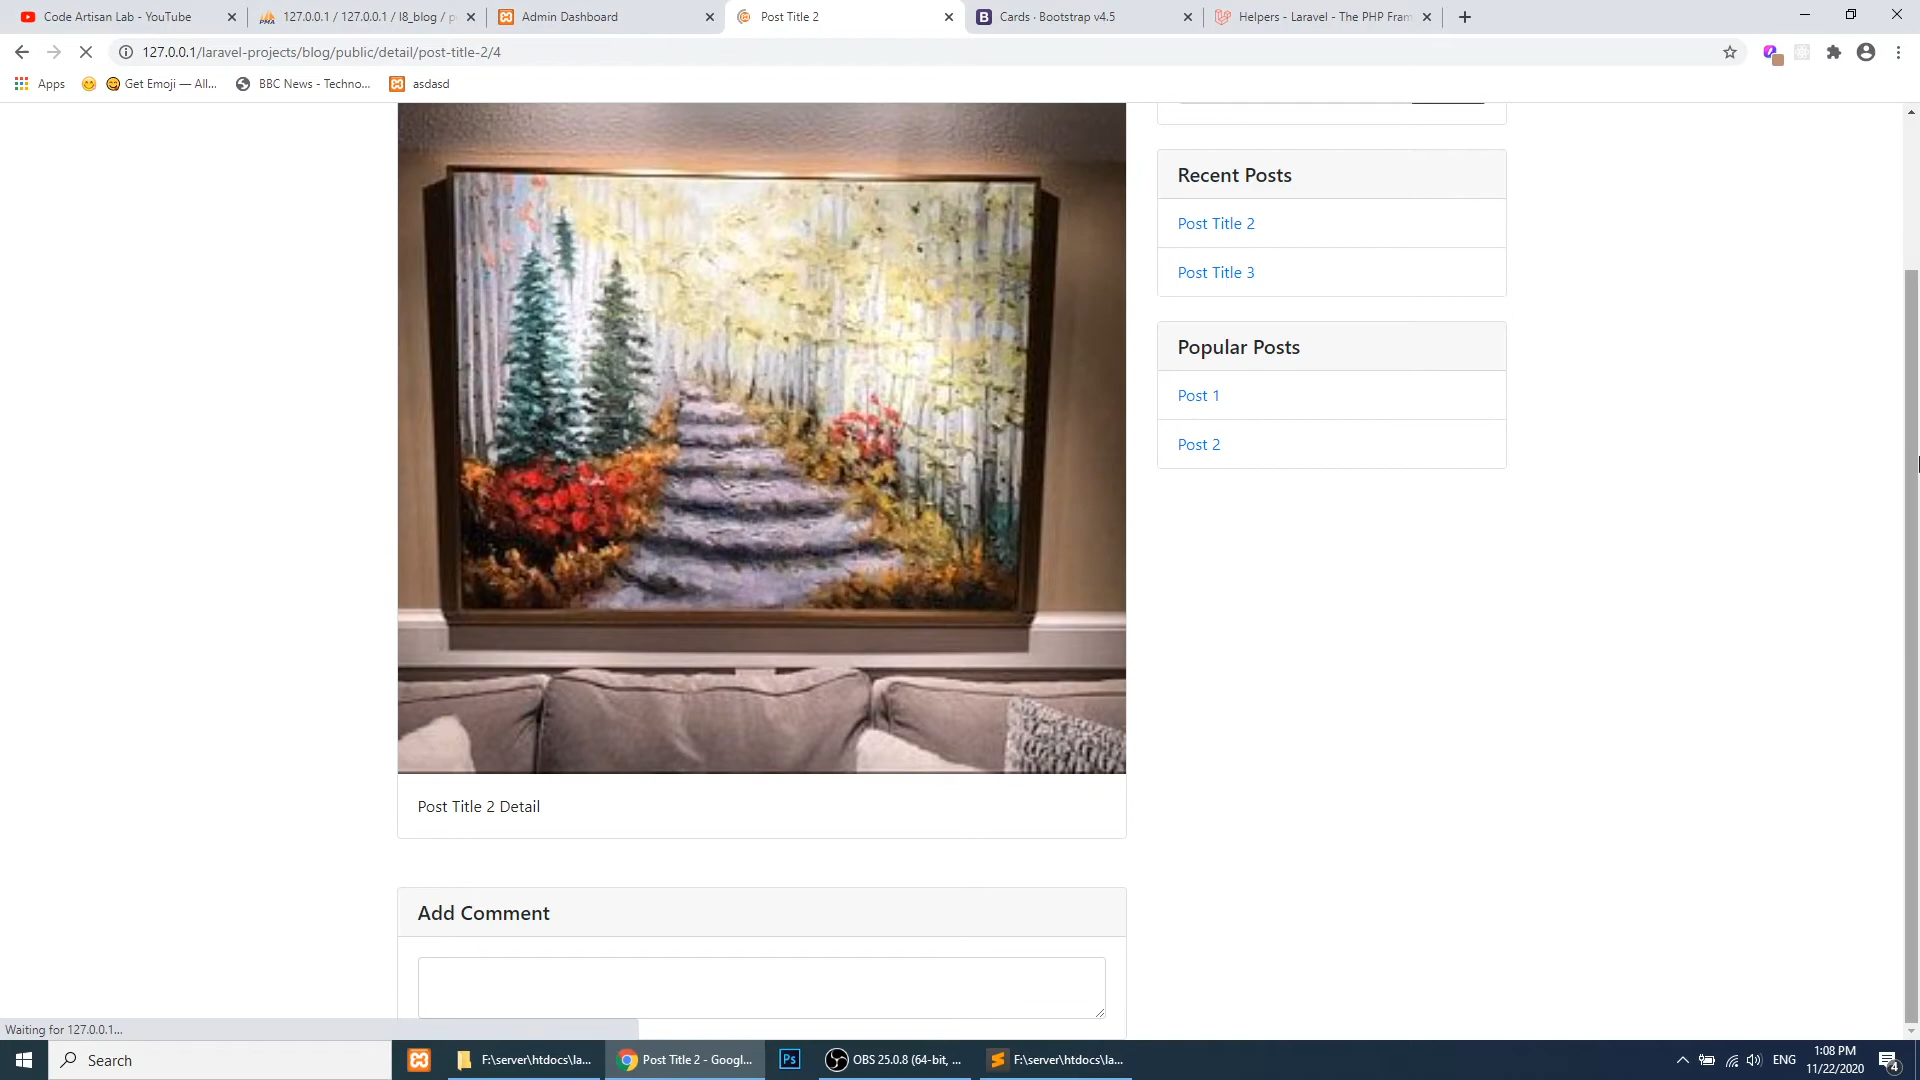 Code Artisan Lab - YouTube
127.0.0.1 / 127.0.0.1 / l8_blog / p
Admin Dashboard
Post Title 2
Cards · Bootstrap v4.5
Helpers - Laravel - The PHP Fram
127.0.0.1/laravel-projects/blog/public/detail/post-title-2/4
Apps
Get Emoji — All...
BBC News - Techno...
asdasd
Recent Posts
Post Title 2
Post Title 3
Popular Posts
Post 1
Post 2
Post Title 2 Detail
Add Comment
Waiting for 127.0.0.1...
Search
F:\server\htdocs\la...
Post Title 2 - Googl...
Ps
OBS 25.0.8 (64-bit, ...
F:\server\htdocs\la...
ENG
1:08 PM
11/22/2020
4